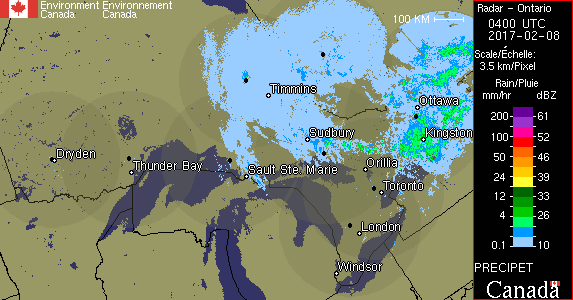 Environment Environnement
Canada Canada
100 KM
Timmins
Ottawa
Sudbury
Kingston
Dryden
Thunder Bay
Sault Ste. Marie
Orillia
Toronto
London
Windsor
Radar - Ontario
0400 UTC
2017-02-08
Scale/Échelle:
3.5 km/Pixel
Rain/Pluie
mm/hr dBZ
200 61
100 52
50 46
24 39
12 33
4 26
0.1 10
PRECIPET
Canada